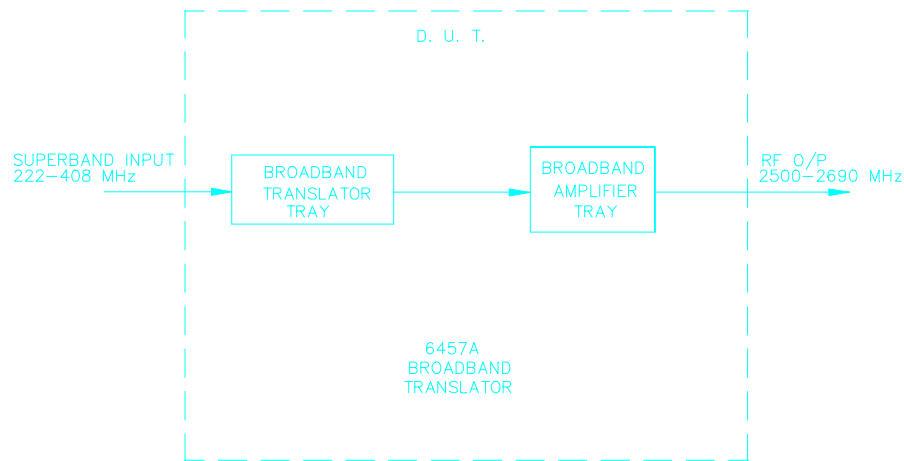 D. U. T.
SUPERBAND INPUT
222-408 MHz
BROADBAND
TRANSLATOR
TRAY
BROADBAND
AMPLIFIER
TRAY
RF O/P
2500-2690 MHz
6457A
BROADBAND
TRANSLATOR